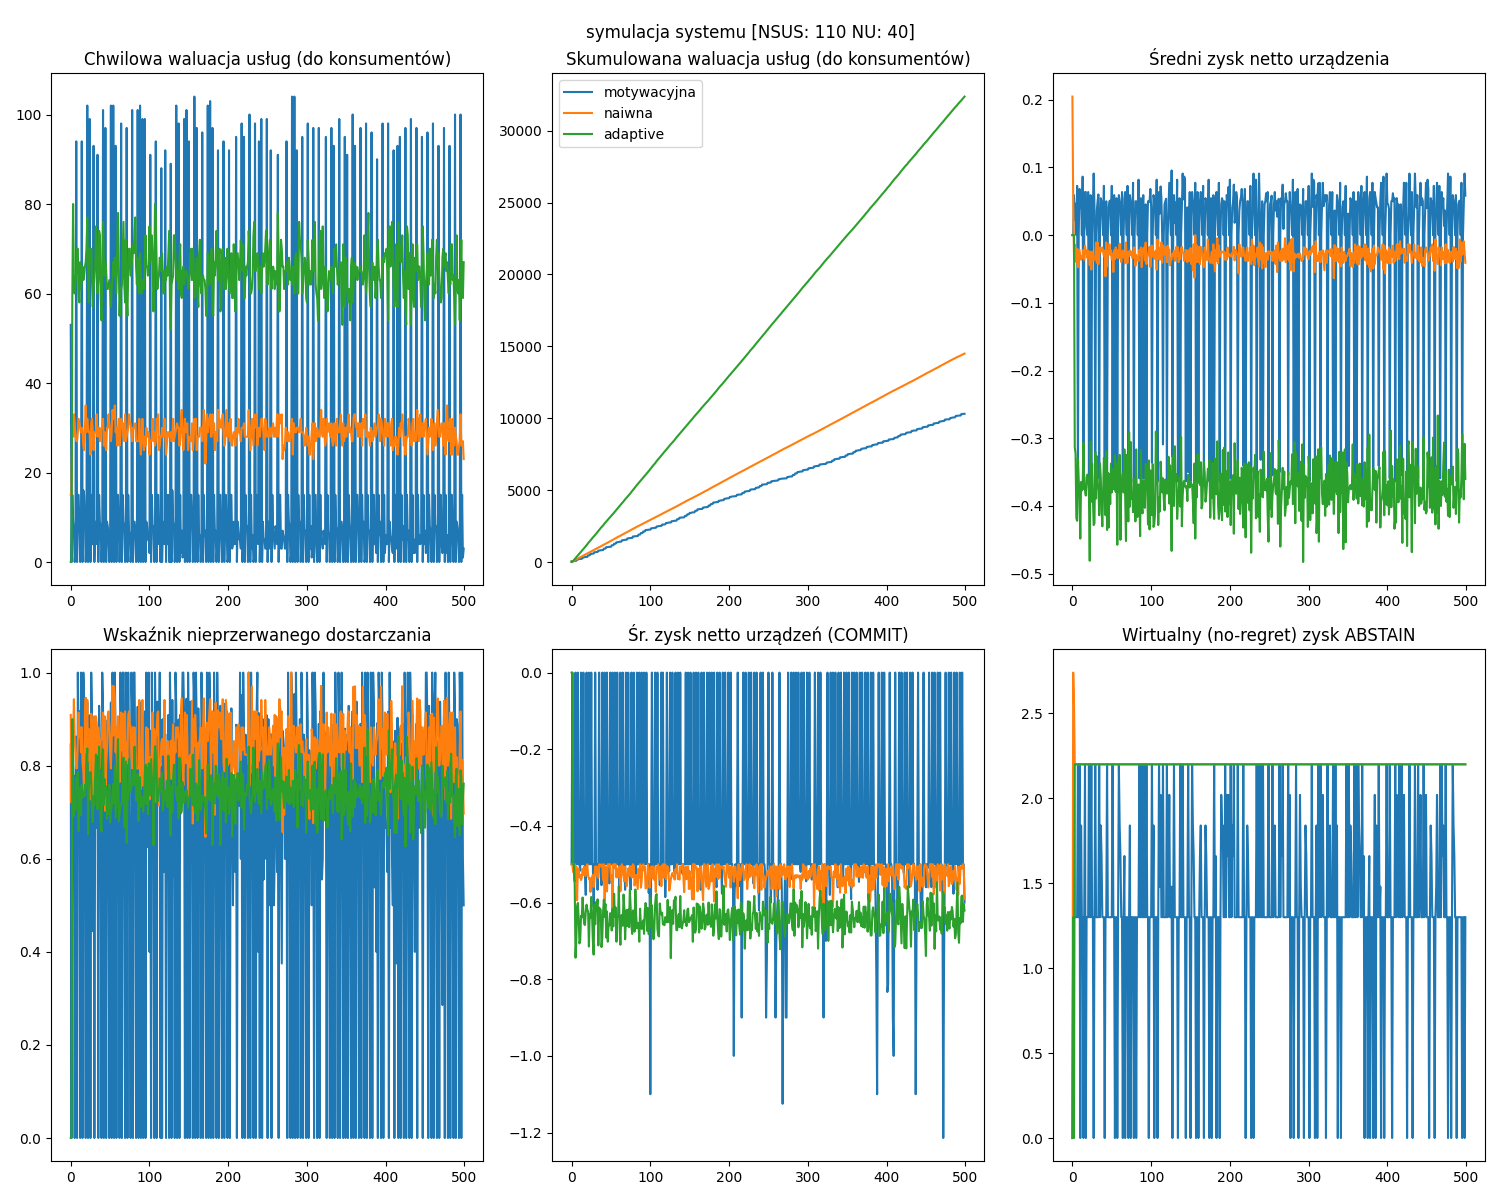 symulacja systemu [NSUS: 110 NU: 40]
Chwilowa waluacja usług (do konsumentów)
100
80
60
40
20
0
0 100 200 300 400 500
Skumulowana waluacja usług (do konsumentów)
motywacyjna
naiwna
adaptive
30000
25000
20000
15000
10000
5000
0
0 100 200 300 400 500
Średni zysk netto urządzenia
0.2
0.1
0.0
−0.1
−0.2
−0.3
−0.4
−0.5
0 100 200 300 400 500
Wskaźnik nieprzerwanego dostarczania
1.0
0.8
0.6
0.4
0.2
0.0
0 100 200 300 400 500
Śr. zysk netto urządzeń (COMMIT)
0.0
−0.2
−0.4
−0.6
−0.8
−1.0
−1.2
0 100 200 300 400 500
Wirtualny (no-regret) zysk ABSTAIN
2.5
2.0
1.5
1.0
0.5
0.0
0 100 200 300 400 500